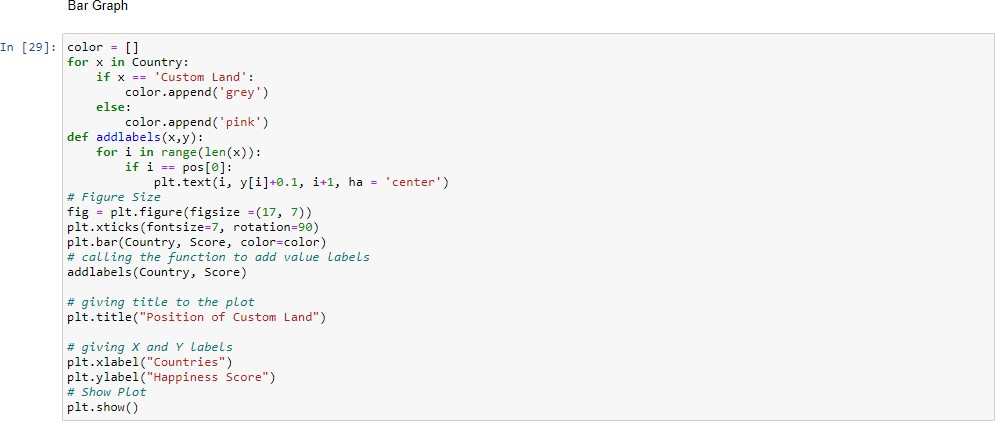 Bar Graph
In [29]: color = []
for x in Country:
    if x == 'Custom Land':
        color.append('grey')
    else:
        color.append('pink')
def addlabels(x,y):
    for i in range(len(x)):
        if i == pos[0]:
            plt.text(i, y[i]+0.1, i+1, ha = 'center')
# Figure Size
fig = plt.figure(figsize =(17, 7))
plt.xticks(fontsize=7, rotation=90)
plt.bar(Country, Score, color=color)
# calling the function to add value labels
addlabels(Country, Score)

# giving title to the plot
plt.title("Position of Custom Land")

# giving X and Y labels
plt.xlabel("Countries")
plt.ylabel("Happiness Score")
# Show Plot
plt.show()